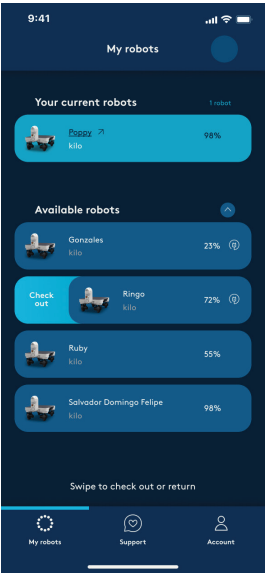 9:41
My robots
Your current robots
1 robot
Poppy
98%
kilo
Available robots
Gonzales
23%
kilo
Check
out
Ringo
72%
kilo
Ruby
55%
kilo
Salvador Domingo Felipe
98%
kilo
Swipe to check out or return
My robots
Support
Account